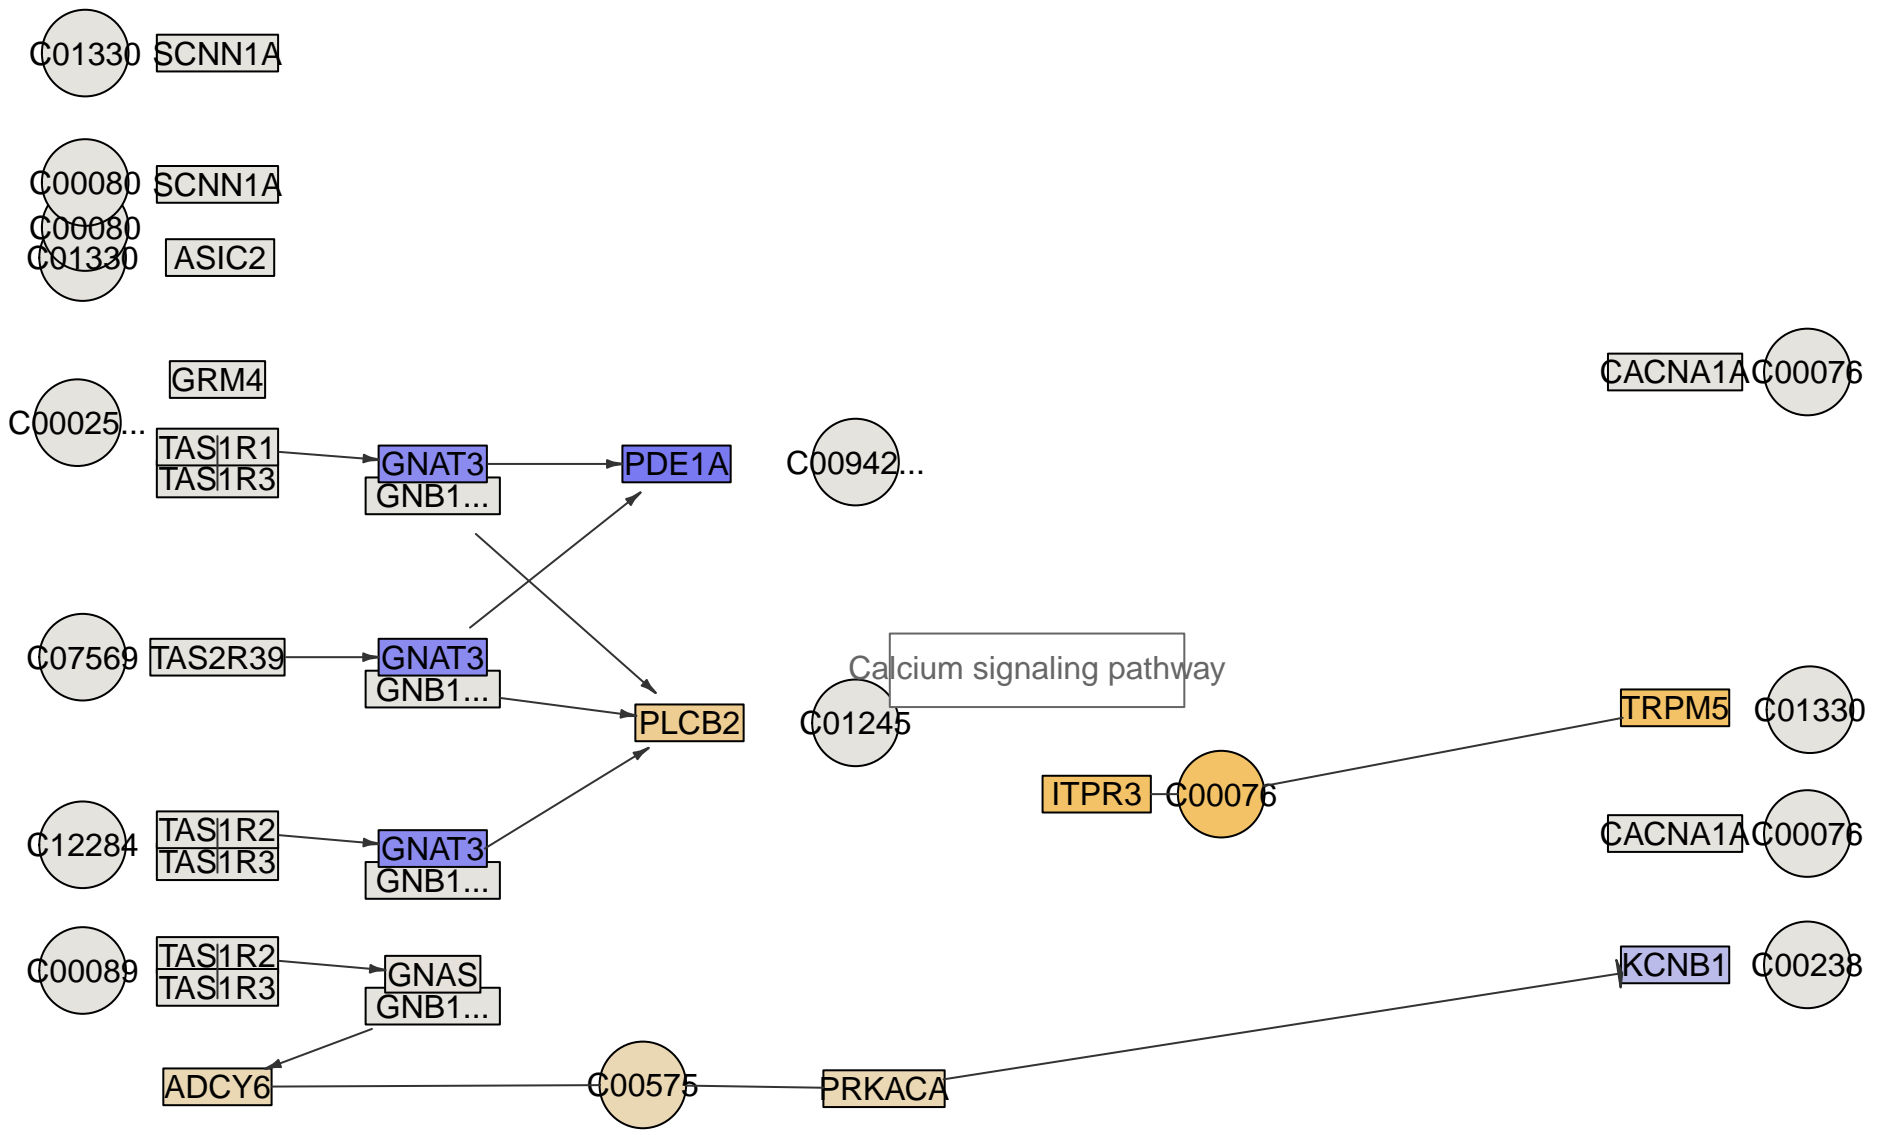 C01330 SCNN1A
C00080 SCNN1A
C00080
C01330 ASIC2
GRM4
CACNA1A C00076
C00025...
TAS1R1
TAS1R3
GNAT3
GNB1...
PDE1A
C00942...
C07569 TAS2R39
GNAT3
GNB1...
Calcium signaling pathway
PLCB2
C01245
TRPM5 C01330
ITPR3 C00076
C12284
TAS1R2
TAS1R3
GNAT3
GNB1...
CACNA1A C00076
C00089
TAS1R2
TAS1R3
GNAS
GNB1...
KCNB1 C00238
ADCY6 C00575 PRKACA